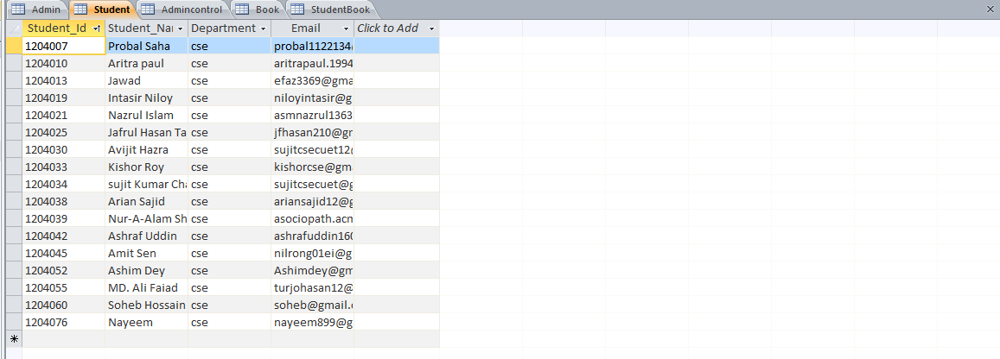 Admin Student Admincontrol Book StudentBook
Student_Id Student_Nar Department Email Click to Add
1204007 Probal Saha cse probal1122134
1204010 Aritra paul cse aritrapaul.1994
1204013 Jawad cse efaz3369@gma
1204019 Intasir Niloy cse niloyintasir@g
1204021 Nazrul Islam cse asmnazrul1363
1204025 Jafrul Hasan Ta cse jfhasan210@gr
1204030 Avijit Hazra cse sujitcsecuet12@
1204033 Kishor Roy cse kishorcse@gm
1204034 sujit Kumar Cha cse sujitcsecuet@g
1204038 Arian Sajid cse ariansajid12@g
1204039 Nur-A-Alam Sh cse asociopath.acn
1204042 Ashraf Uddin cse ashrafuddin160
1204045 Amit Sen cse nilrong01ei@g
1204052 Ashim Dey cse Ashimdey@gm
1204055 MD. Ali Faiad cse turjohasan12@
1204060 Soheb Hossain cse soheb@gmail.c
1204076 Nayeem cse nayeem899@g